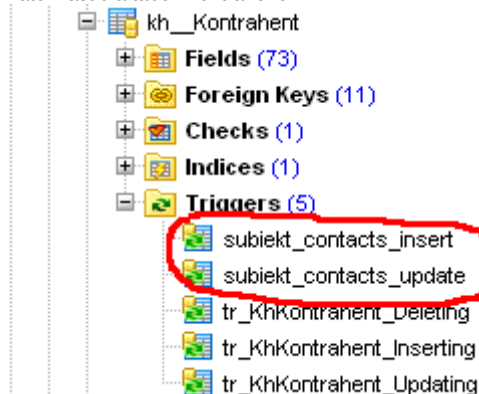 kh__Kontrahent
Fields (73)
Foreign Keys (11)
Checks (1)
Indices (1)
Triggers (5)
subiekt_contacts_insert
subiekt_contacts_update
tr_KhKontrahent_Deleting
tr_KhKontrahent_Inserting
tr_KhKontrahent_Updating